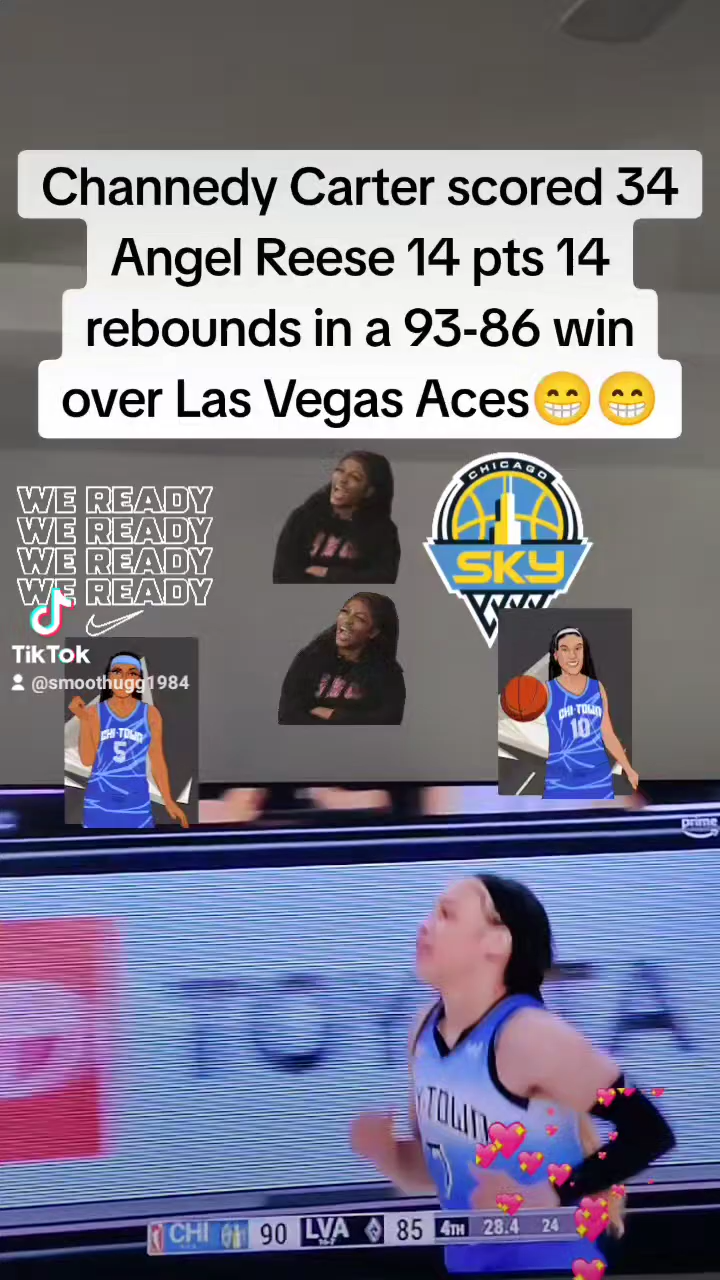 Channedy Carter scored 34
Angel Reese 14 pts 14
rebounds in a 93-86 win
over Las Vegas Aces😁😁
WE READY
WE READY
WE READY
WE READY
CHICAGO
SKY
TikTok
@smoothugg1984
CHI-TOWN
5
CHI-TOWN
10
prime
TOYOTA
CHI 90 LVA 85 4TH 28.4 24